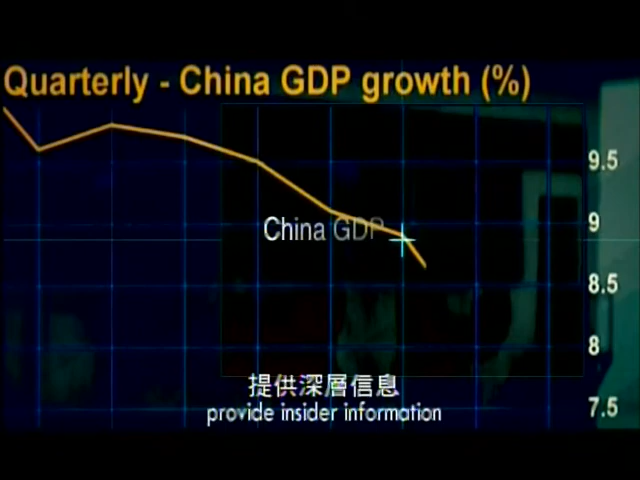 Quarterly - China GDP growth (%)
9.5
9
China GDP
8.5
8
提供深層信息
provide insider information
7.5